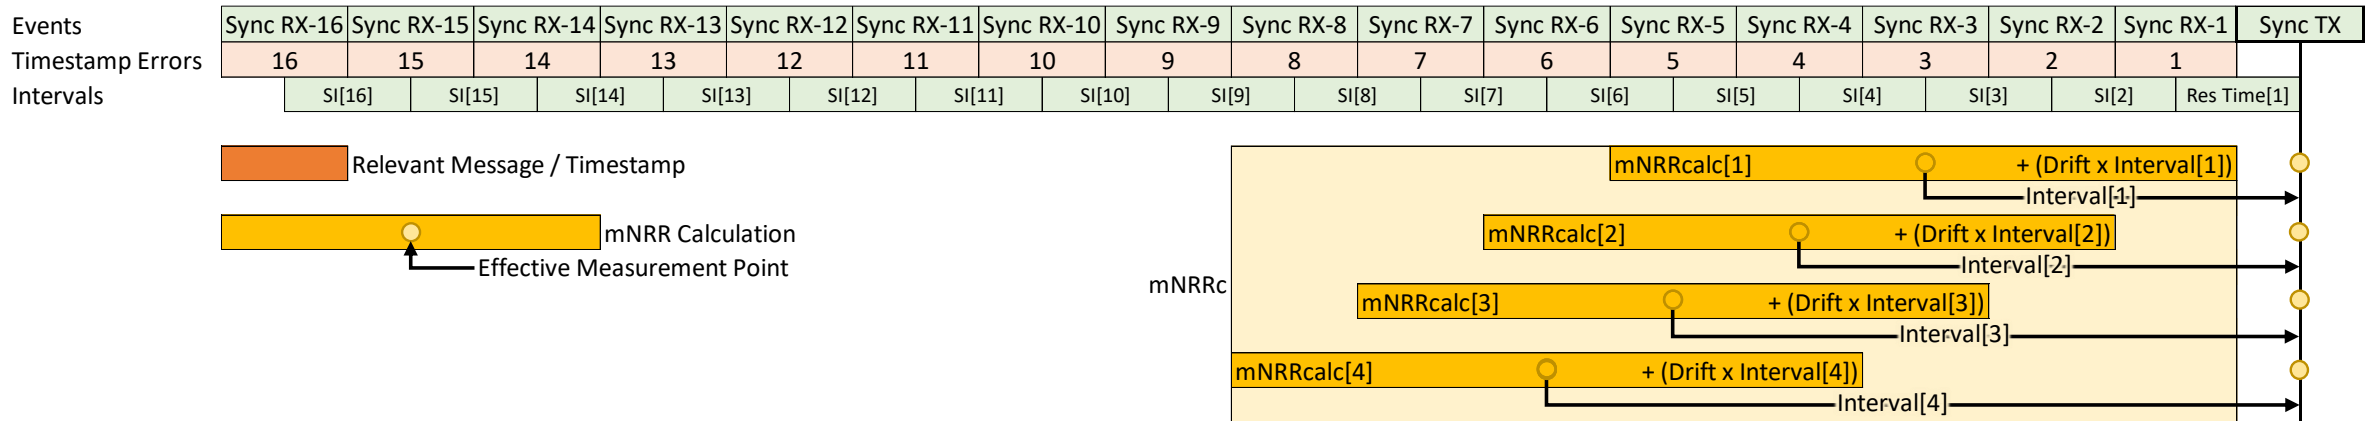 Events Sync RX-16 Sync RX-15 Sync RX-14 Sync RX-13 Sync RX-12 Sync RX-11 Sync RX-10 Sync RX-9 Sync RX-8 Sync RX-7 Sync RX-6 Sync RX-5 Sync RX-4 Sync RX-3 Sync RX-2 Sync RX-1 Sync TX
Timestamp Errors 16 15 14 13 12 11 10 9 8 7 6 5 4 3 2 1
Intervals SI[16] SI[15] SI[14] SI[13] SI[12] SI[11] SI[10] SI[9] SI[8] SI[7] SI[6] SI[5] SI[4] SI[3] SI[2] Res Time[1]
Relevant Message / Timestamp
mNRRcalc[1] + (Drift x Interval[1])
Interval[1]
mNRR Calculation
mNRRcalc[2] + (Drift x Interval[2])
Effective Measurement Point
Interval[2]
mNRRc
mNRRcalc[3] + (Drift x Interval[3])
Interval[3]
mNRRcalc[4] + (Drift x Interval[4])
Interval[4]